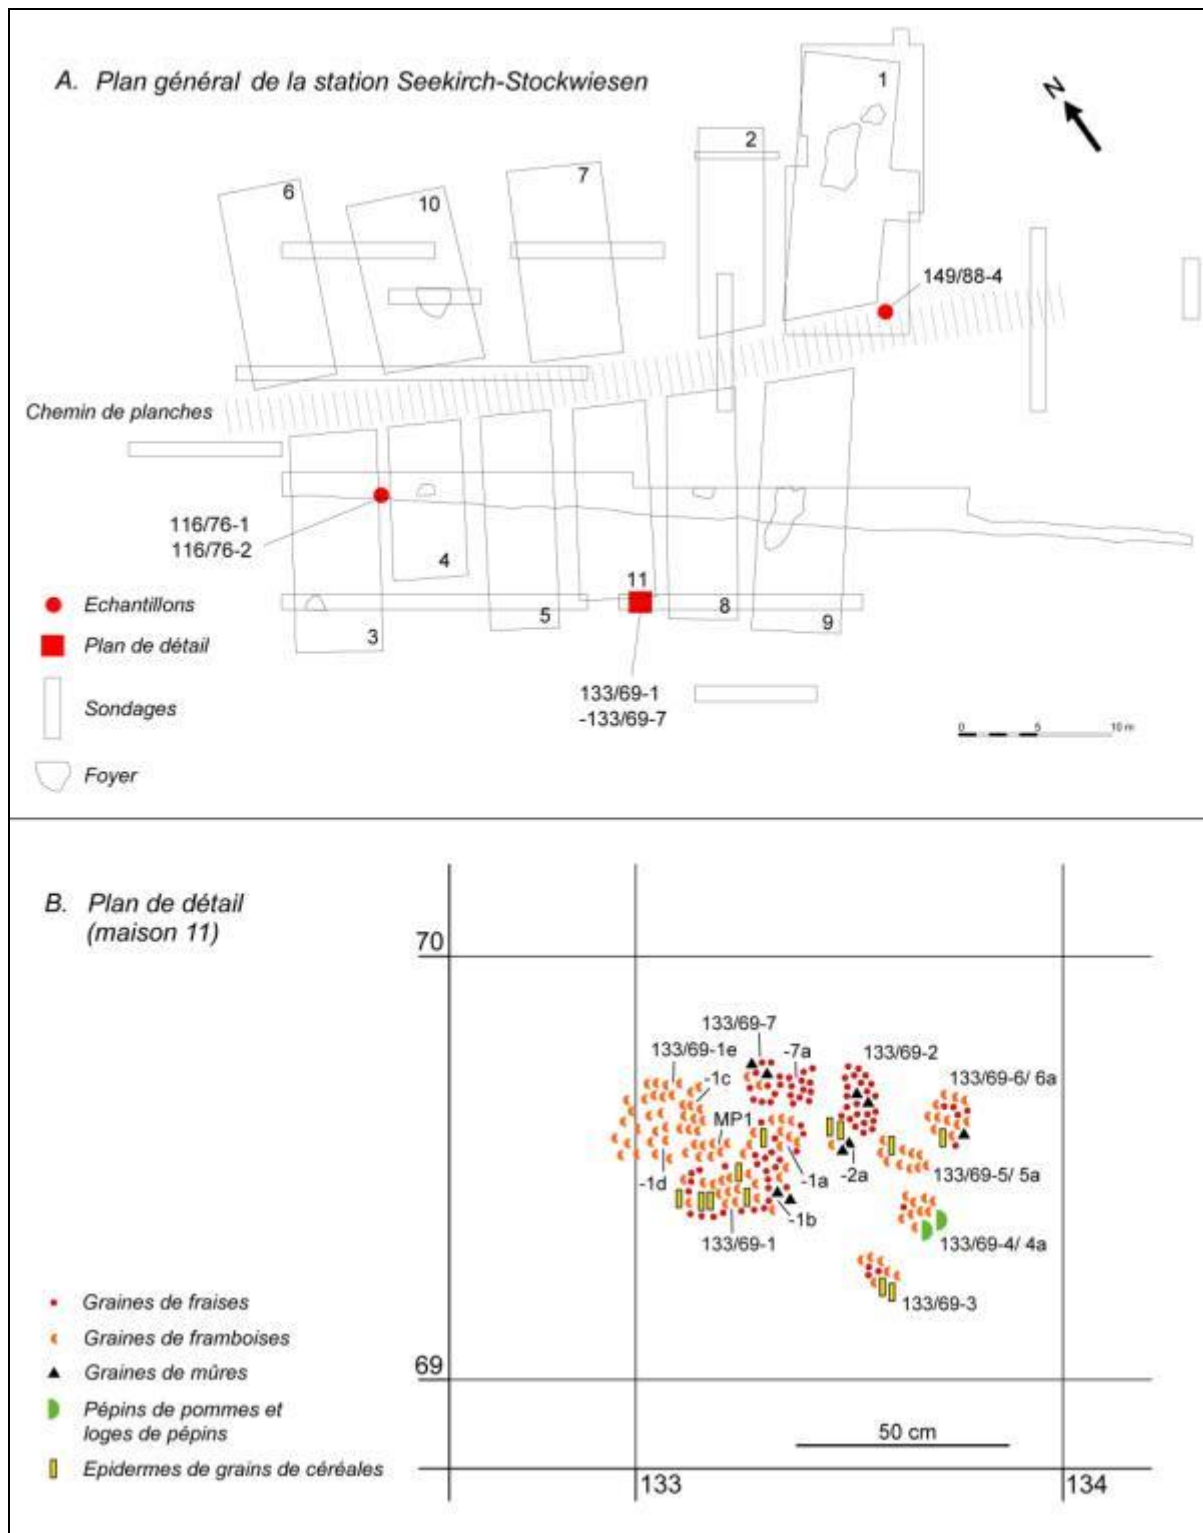 A. Plan général de la station Seekirch-Stockwiesen
N
1
2
7
6
10
149/88-4
Chemin de planches
116/76-1
116/76-2
4
11
5
8
9
3
133/69-1
-133/69-7
Echantillons
Plan de détail
Sondages
Foyer
0 5 10 m
B. Plan de détail
(maison 11)
70
133/69-7
133/69-1e
-7a
133/69-2
-1c
133/69-6/ 6a
MP1
-1d
-1a
-2a
133/69-5/ 5a
-1b
133/69-1
133/69-4/ 4a
133/69-3
69
Graines de fraises
Graines de framboises
Graines de mûres
Pépins de pommes et
loges de pépins
Epidermes de grains de céréales
50 cm
133
134